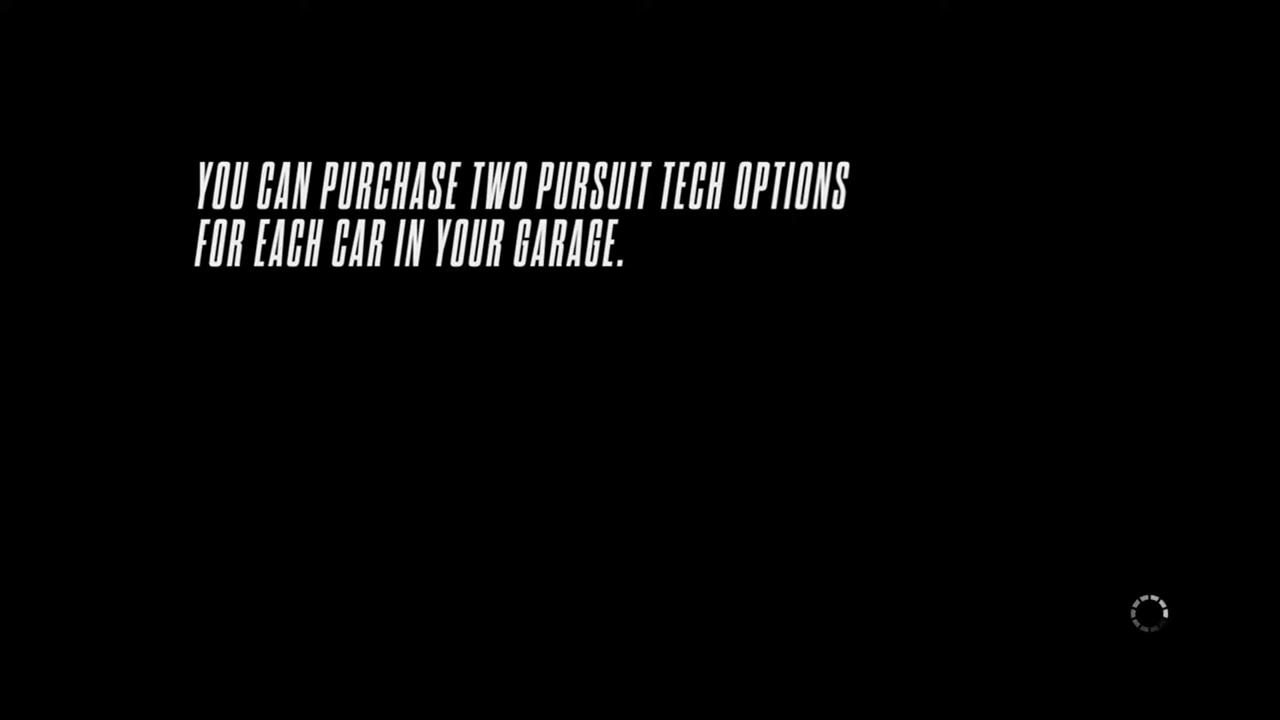 YOU CAN PURCHASE TWO PURSUIT TECH OPTIONS
FOR EACH CAR IN YOUR GARAGE.